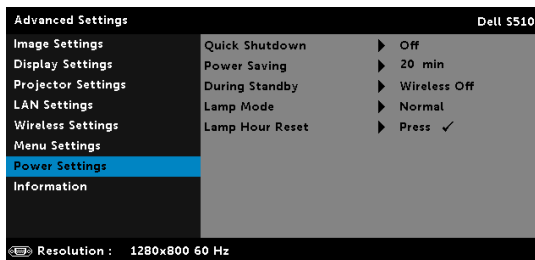 Advanced Settings Dell S510
Image Settings
Display Settings
Projector Settings
LAN Settings
Wireless Settings
Menu Settings
Power Settings
Information
Quick Shutdown Off
Power Saving 20 min
During Standby Wireless Off
Lamp Mode Normal
Lamp Hour Reset Press ✓
Resolution : 1280x800 60 Hz